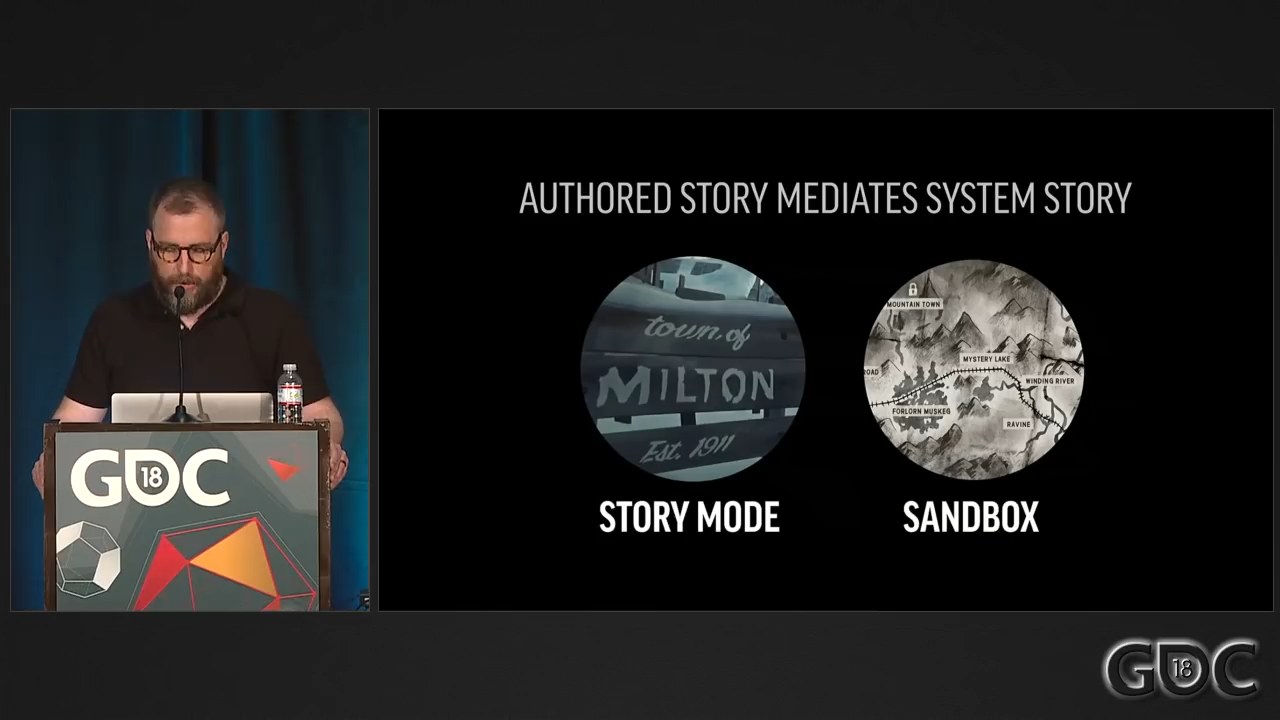 AUTHORED STORY MEDIATES SYSTEM STORY
town of
MILTON
Est. 1911
MOUNTAIN TOWN
MYSTERY LAKE
ROAD
WINDING RIVER
FORLORN MUSKEG
RAVINE
STORY MODE
SANDBOX
GDC
18
GDC
18